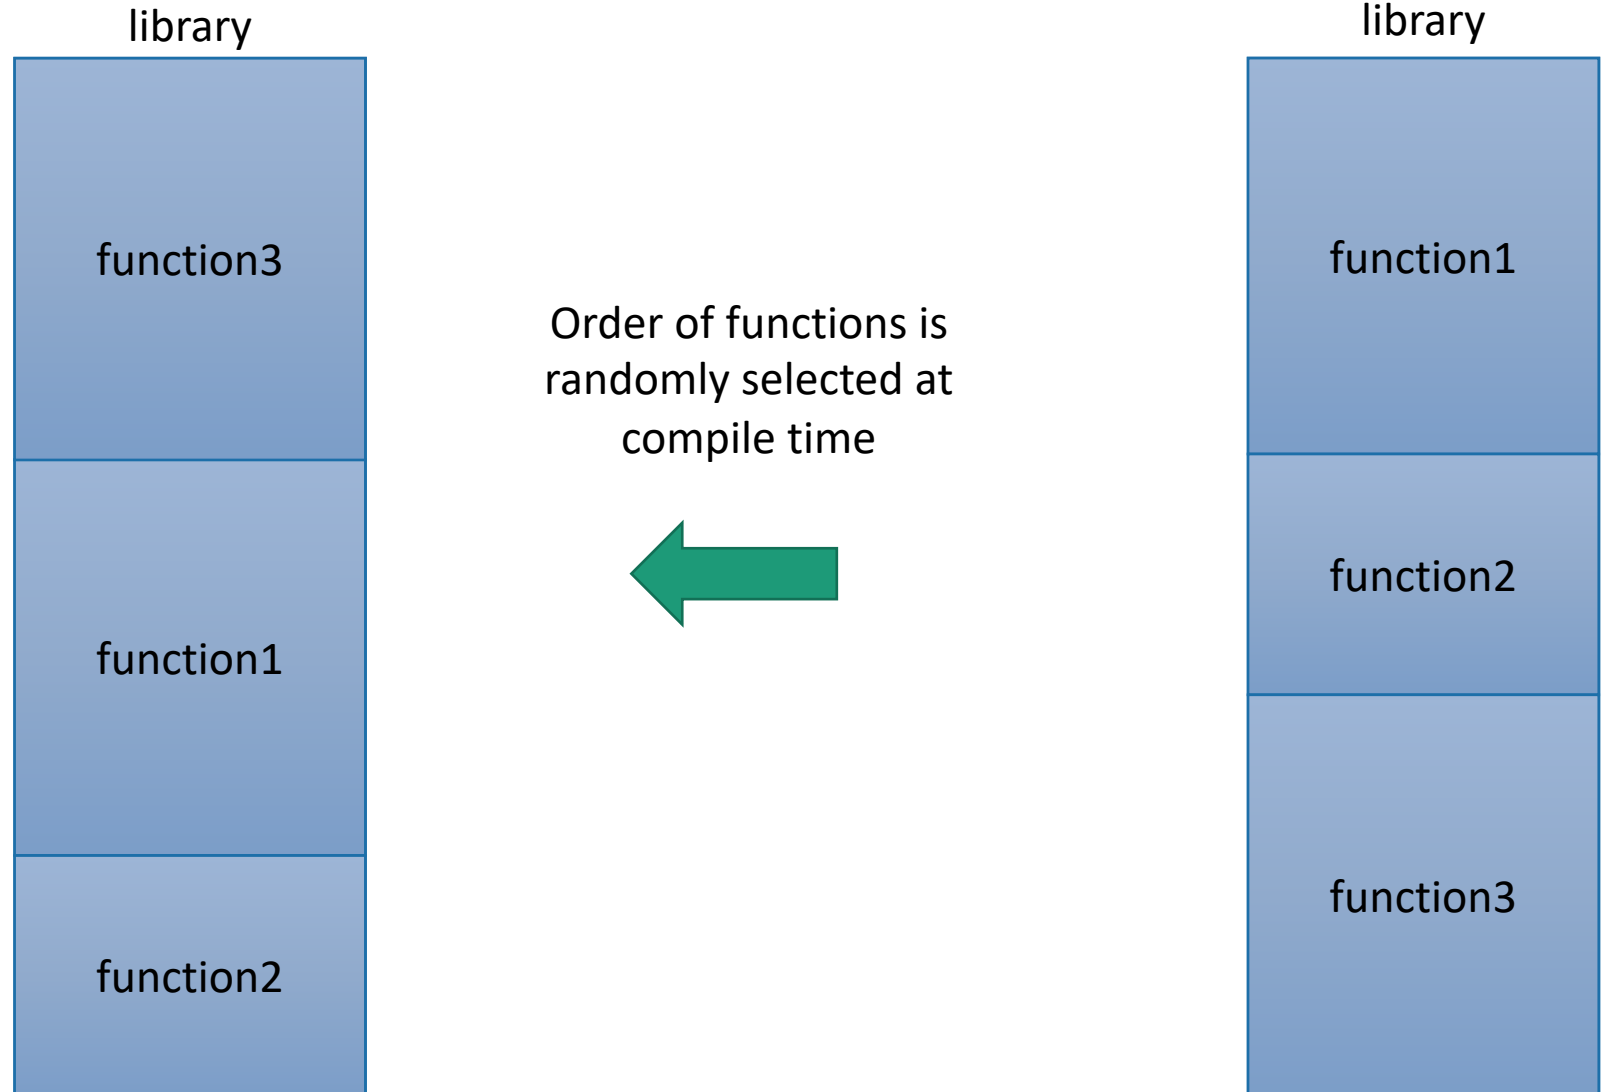 library
function3
function1
function2
Order of functions is
randomly selected at
compile time
library
function1
function2
function3